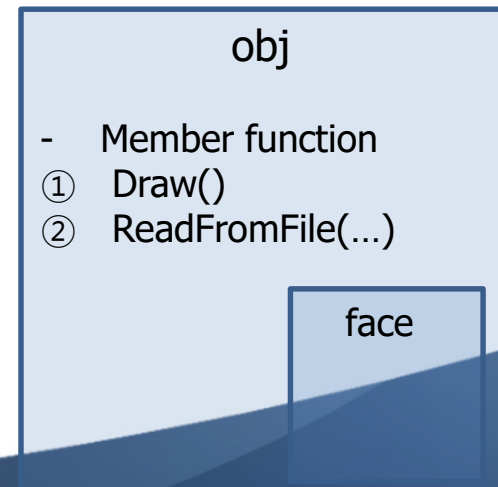 obj
- Member function
① Draw()
② ReadFromFile(…)
face